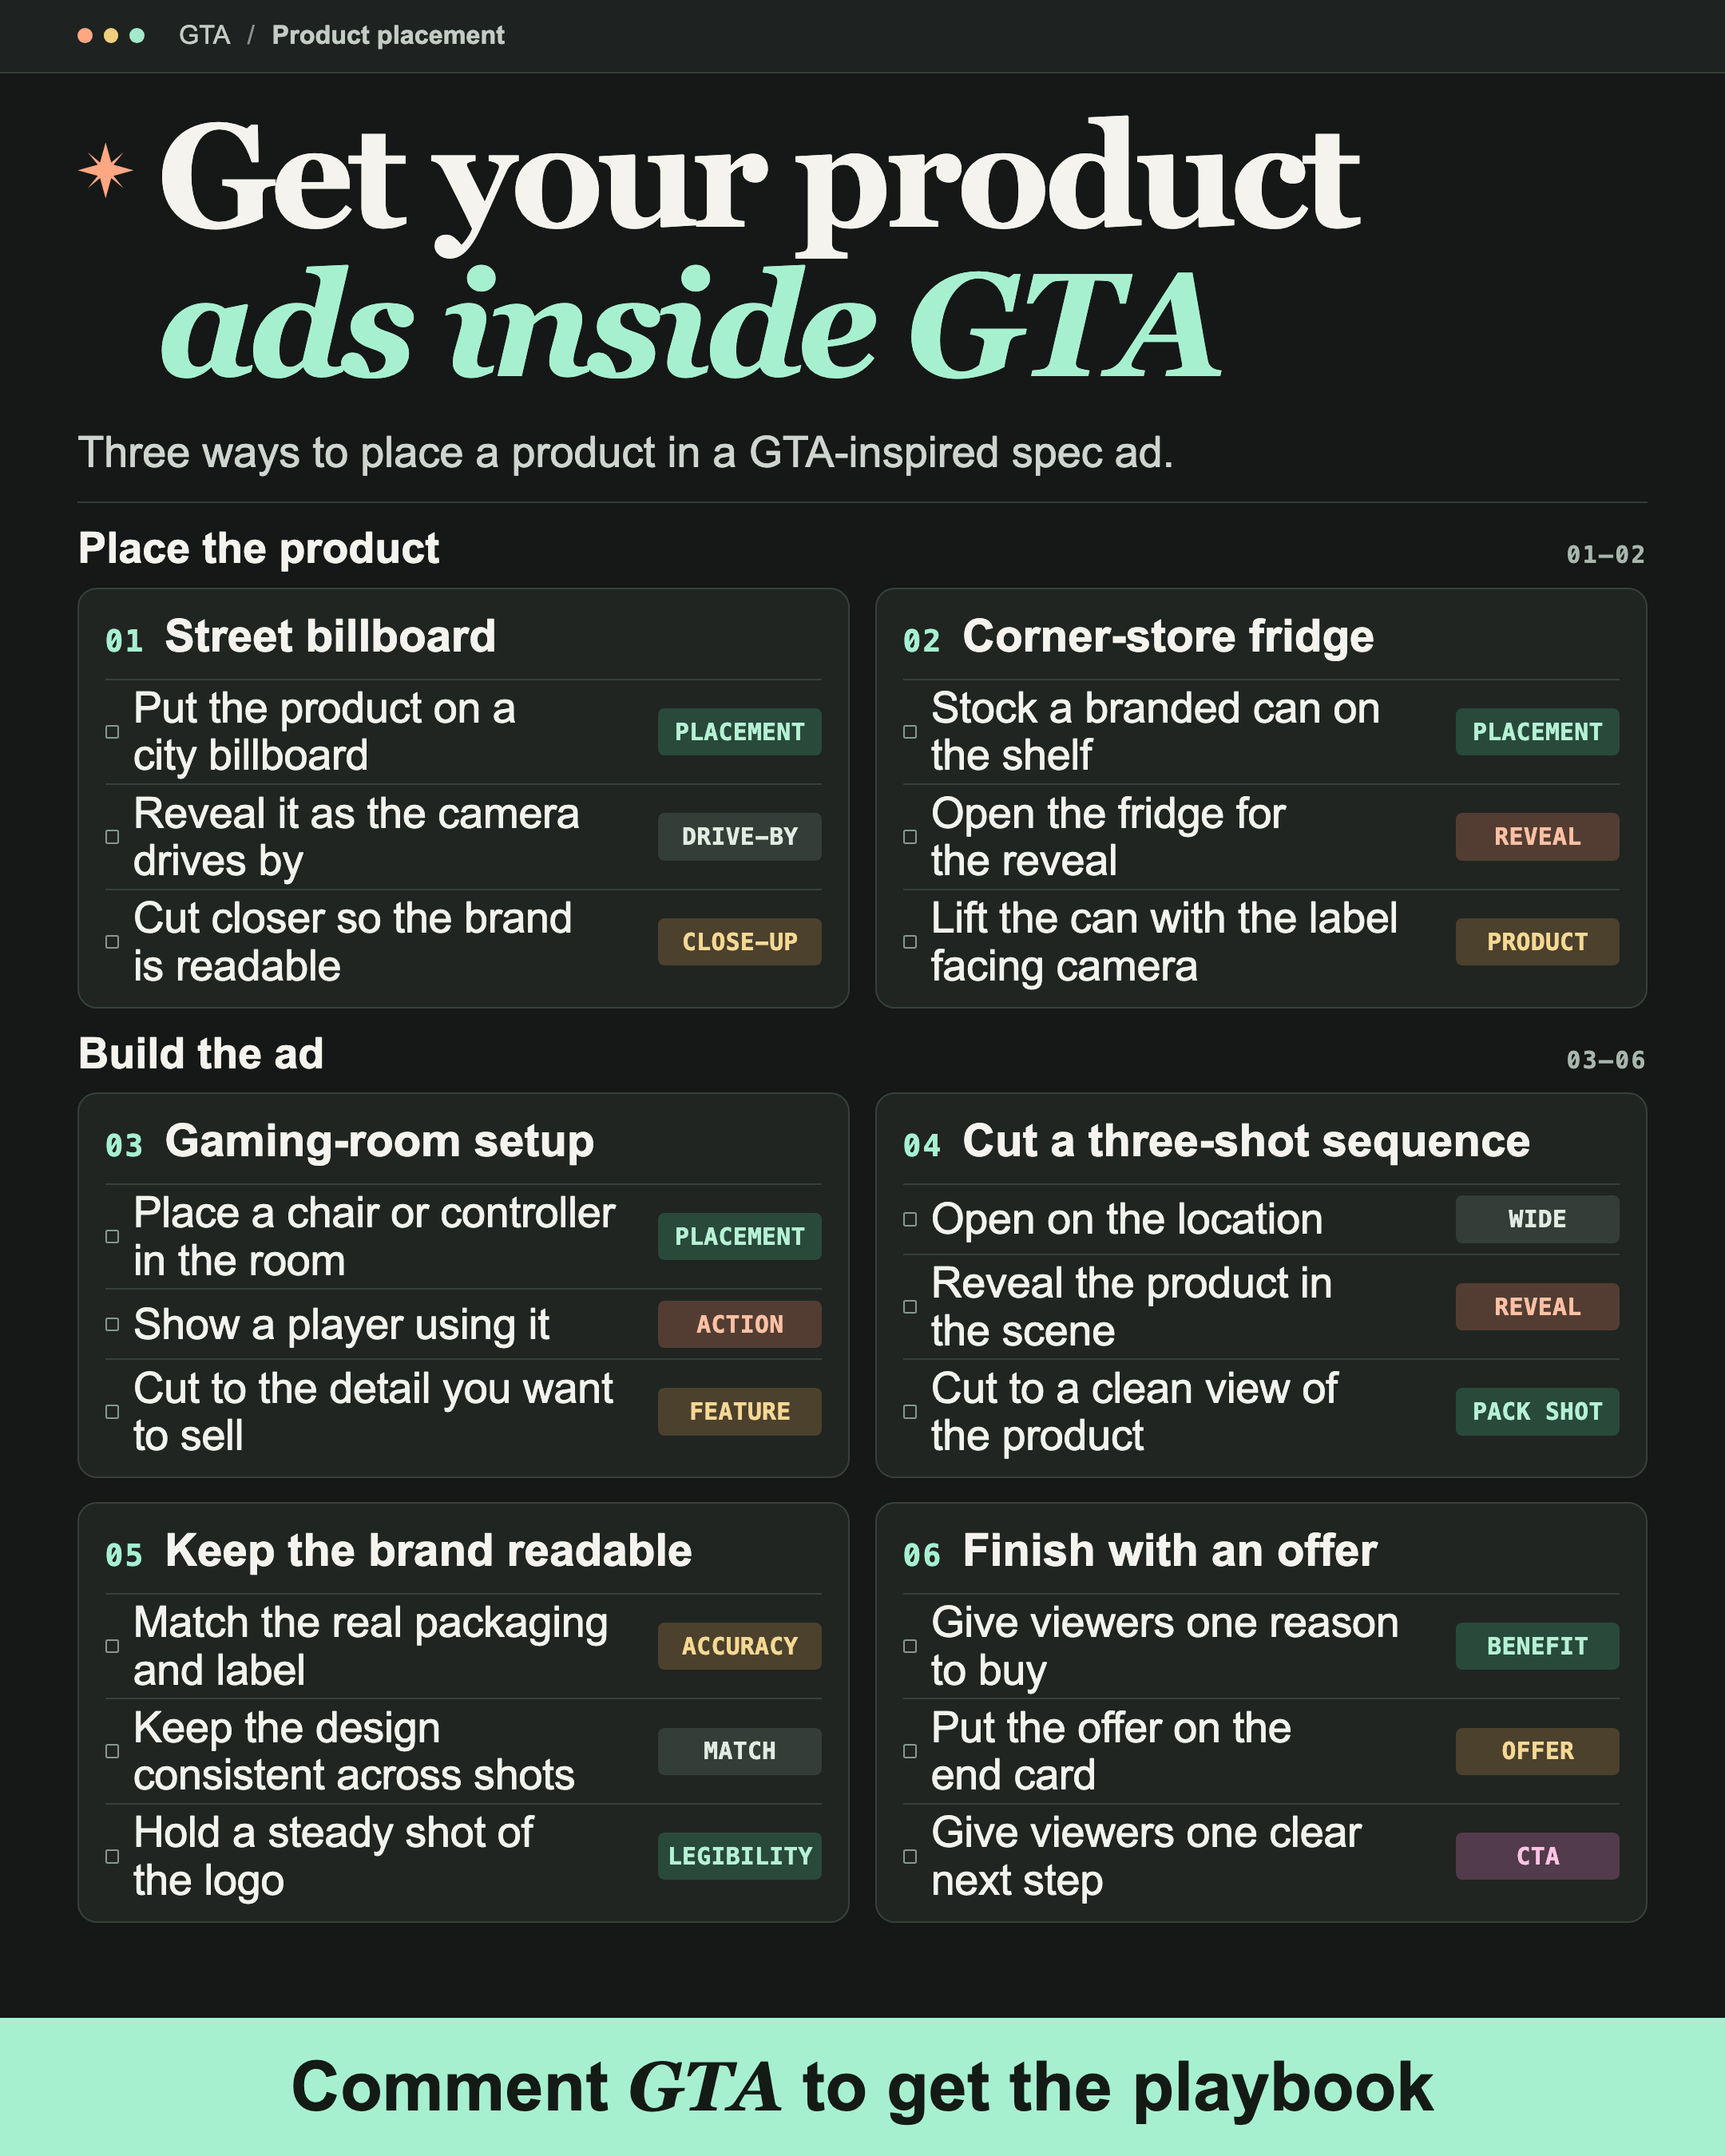 GTA / Product placement
Get your product
ads inside GTA
Three ways to place a product in a GTA-inspired spec ad.
Place the product
01–02
01 Street billboard
Put the product on a
city billboard
PLACEMENT
Reveal it as the camera
drives by
DRIVE–BY
Cut closer so the brand
is readable
CLOSE–UP
02 Corner-store fridge
Stock a branded can on
the shelf
PLACEMENT
Open the fridge for
the reveal
REVEAL
Lift the can with the label
facing camera
PRODUCT
Build the ad
03–06
03 Gaming-room setup
Place a chair or controller
in the room
PLACEMENT
Show a player using it
ACTION
Cut to the detail you want
to sell
FEATURE
04 Cut a three-shot sequence
Open on the location
WIDE
Reveal the product in
the scene
REVEAL
Cut to a clean view of
the product
PACK SHOT
05 Keep the brand readable
Match the real packaging
and label
ACCURACY
Keep the design
consistent across shots
MATCH
Hold a steady shot of
the logo
LEGIBILITY
06 Finish with an offer
Give viewers one reason
to buy
BENEFIT
Put the offer on the
end card
OFFER
Give viewers one clear
next step
CTA
Comment GTA to get the playbook